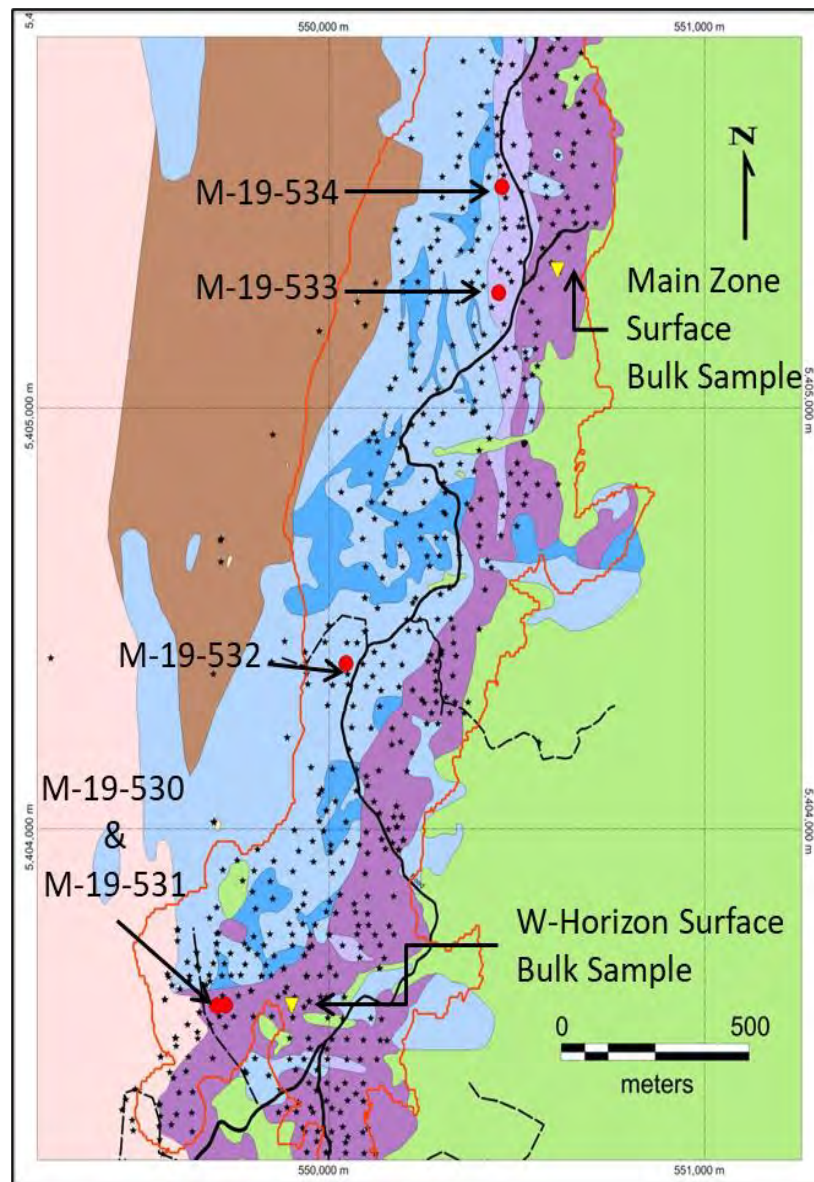 5,4
550,000 m
551,000 m
N
M-19-534
M-19-533
Main Zone
Surface
Bulk Sample
5,405,000 m
5,405,000 m
M-19-532
M-19-530
&
M-19-531
5,404,000 m
5,404,000 m
W-Horizon Surface
Bulk Sample
0
500
meters
550,000 m
551,000 m